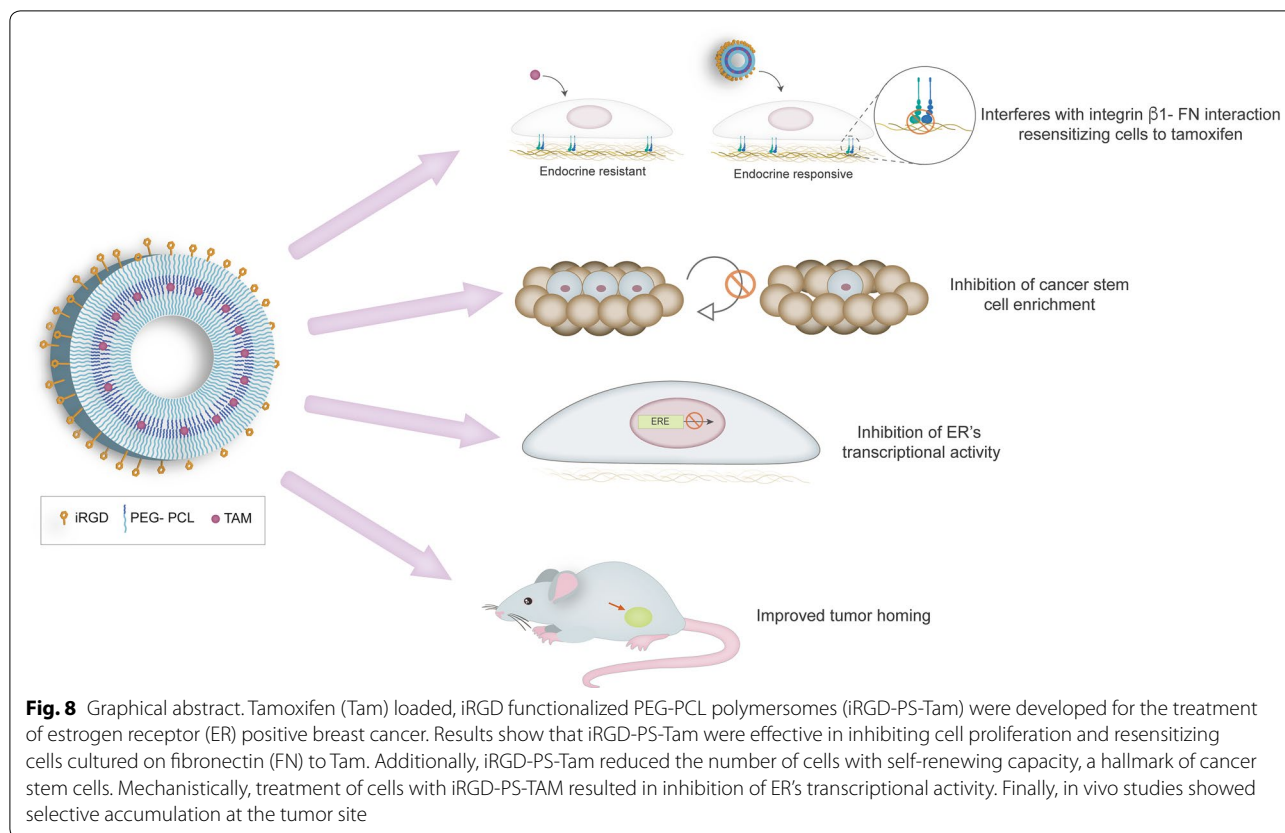 Interferes with integrin β1- FN interaction
resensitizing cells to tamoxifen
Endocrine resistant
Endocrine responsive
Inhibition of cancer stem
cell enrichment
ERE
Inhibition of ER's
transcriptional activity
iRGD
PEG- PCL
TAM
Improved tumor homing
Fig. 8 Graphical abstract. Tamoxifen (Tam) loaded, iRGD functionalized PEG-PCL polymersomes (iRGD-PS-Tam) were developed for the treatment
of estrogen receptor (ER) positive breast cancer. Results show that iRGD-PS-Tam were effective in inhibiting cell proliferation and resensitizing
cells cultured on fibronectin (FN) to Tam. Additionally, iRGD-PS-Tam reduced the number of cells with self-renewing capacity, a hallmark of cancer
stem cells. Mechanistically, treatment of cells with iRGD-PS-TAM resulted in inhibition of ER's transcriptional activity. Finally, in vivo studies showed
selective accumulation at the tumor site